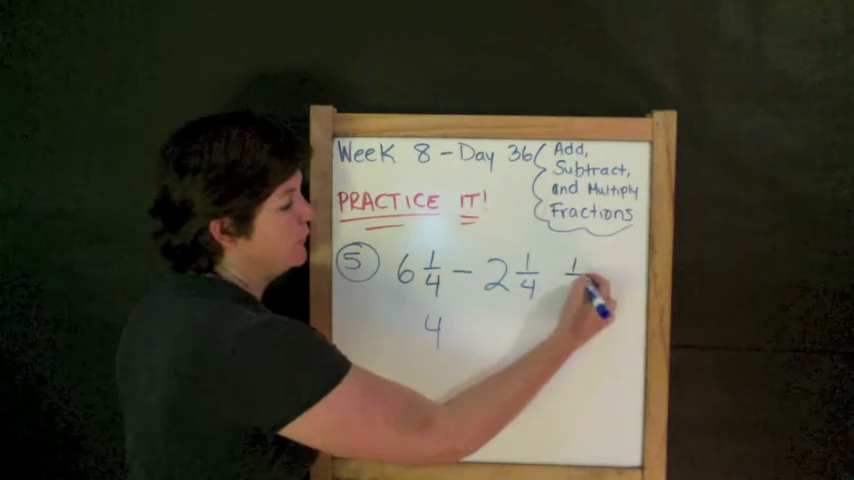 Week 8 - Day 36
Add,
Subtract,
and Multiply
Fractions
PRACTICE IT!
5 6 1/4 - 2 1/4 1
4